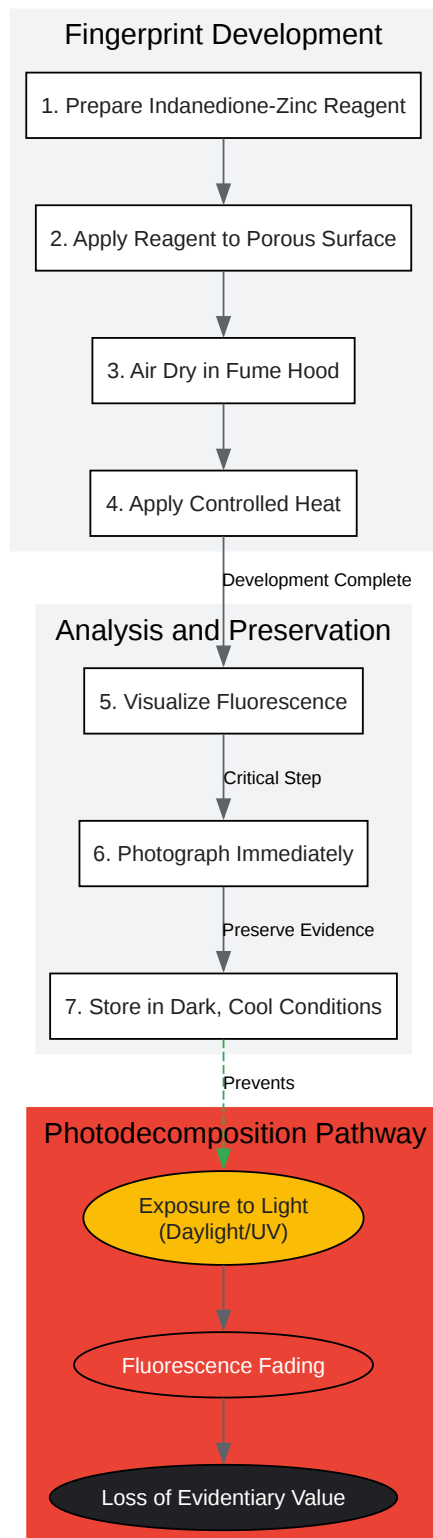 Fingerprint Development
1. Prepare Indanedione-Zinc Reagent
2. Apply Reagent to Porous Surface
3. Air Dry in Fume Hood
4. Apply Controlled Heat
Development Complete
Analysis and Preservation
5. Visualize Fluorescence
Critical Step
6. Photograph Immediately
Preserve Evidence
7. Store in Dark, Cool Conditions
Prevents
Photodecomposition Pathway
Exposure to Light
(Daylight/UV)
Fluorescence Fading
Loss of Evidentiary Value